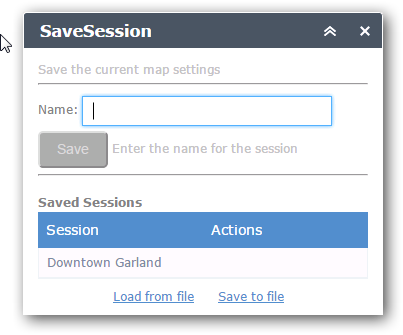 SaveSession
Save the current map settings
Name:
Save Enter the name for the session
Saved Sessions
Session Actions
Downtown Garland
Load from file Save to file